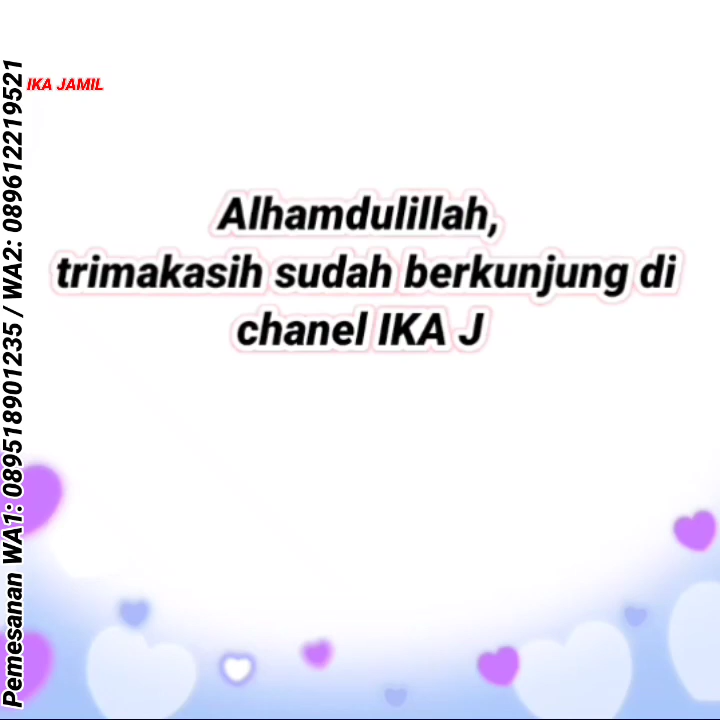 IKA JAMIL
Alhamdulillah,
trimakasih sudah berkunjung di
chanel IKA J
Pemesanan WA1: 089518901235 / WA2: 089612219521